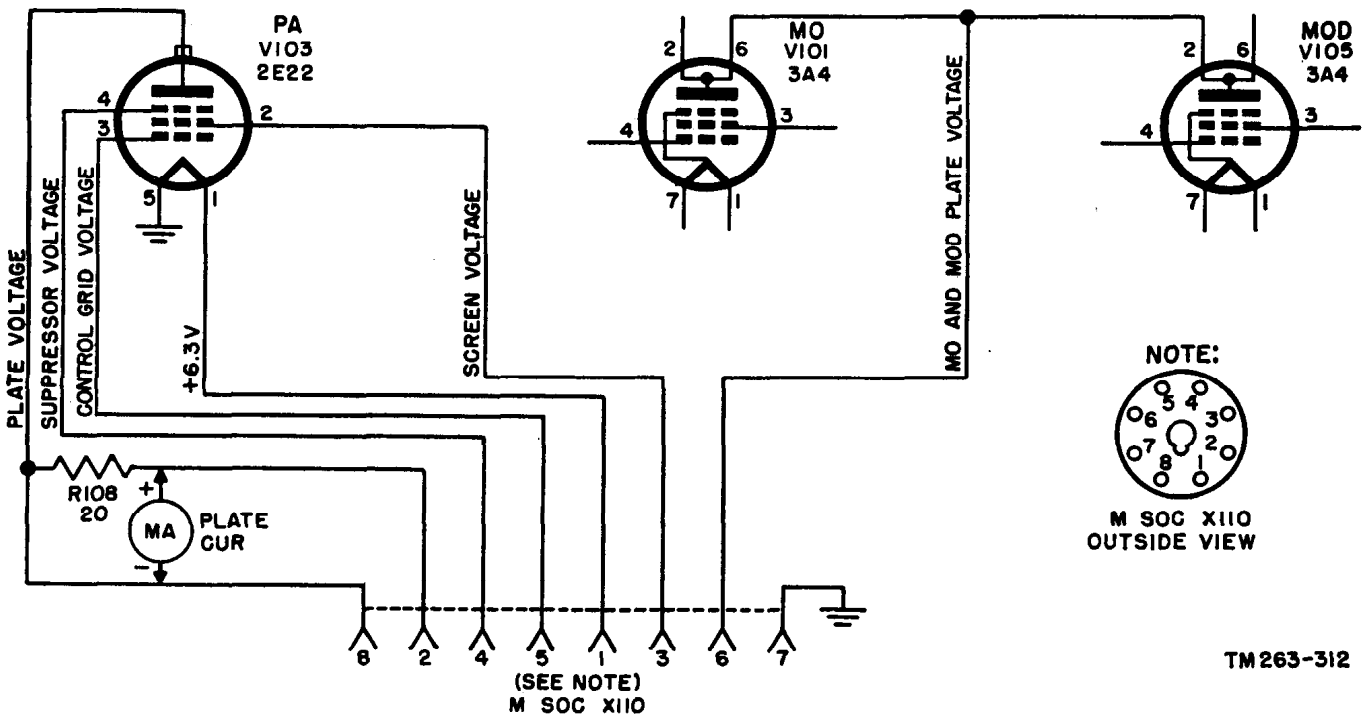 PA
V103
2E22
4
3
2
5
1
MO
V101
3A4
2
6
4
3
7
1
MOD
V105
3A4
2
6
4
3
7
1
PLATE VOLTAGE
SUPPRESSOR VOLTAGE
CONTROL GRID VOLTAGE
+6.3V
SCREEN VOLTAGE
MO AND MOD PLATE VOLTAGE
R108
20
+
MA
-
PLATE
CUR
NOTE:
5 4
6 3
7 2
8 1
M SOC X110
OUTSIDE VIEW
8 2 4 5 1 3 6 7
(SEE NOTE)
M SOC X110
TM263-312